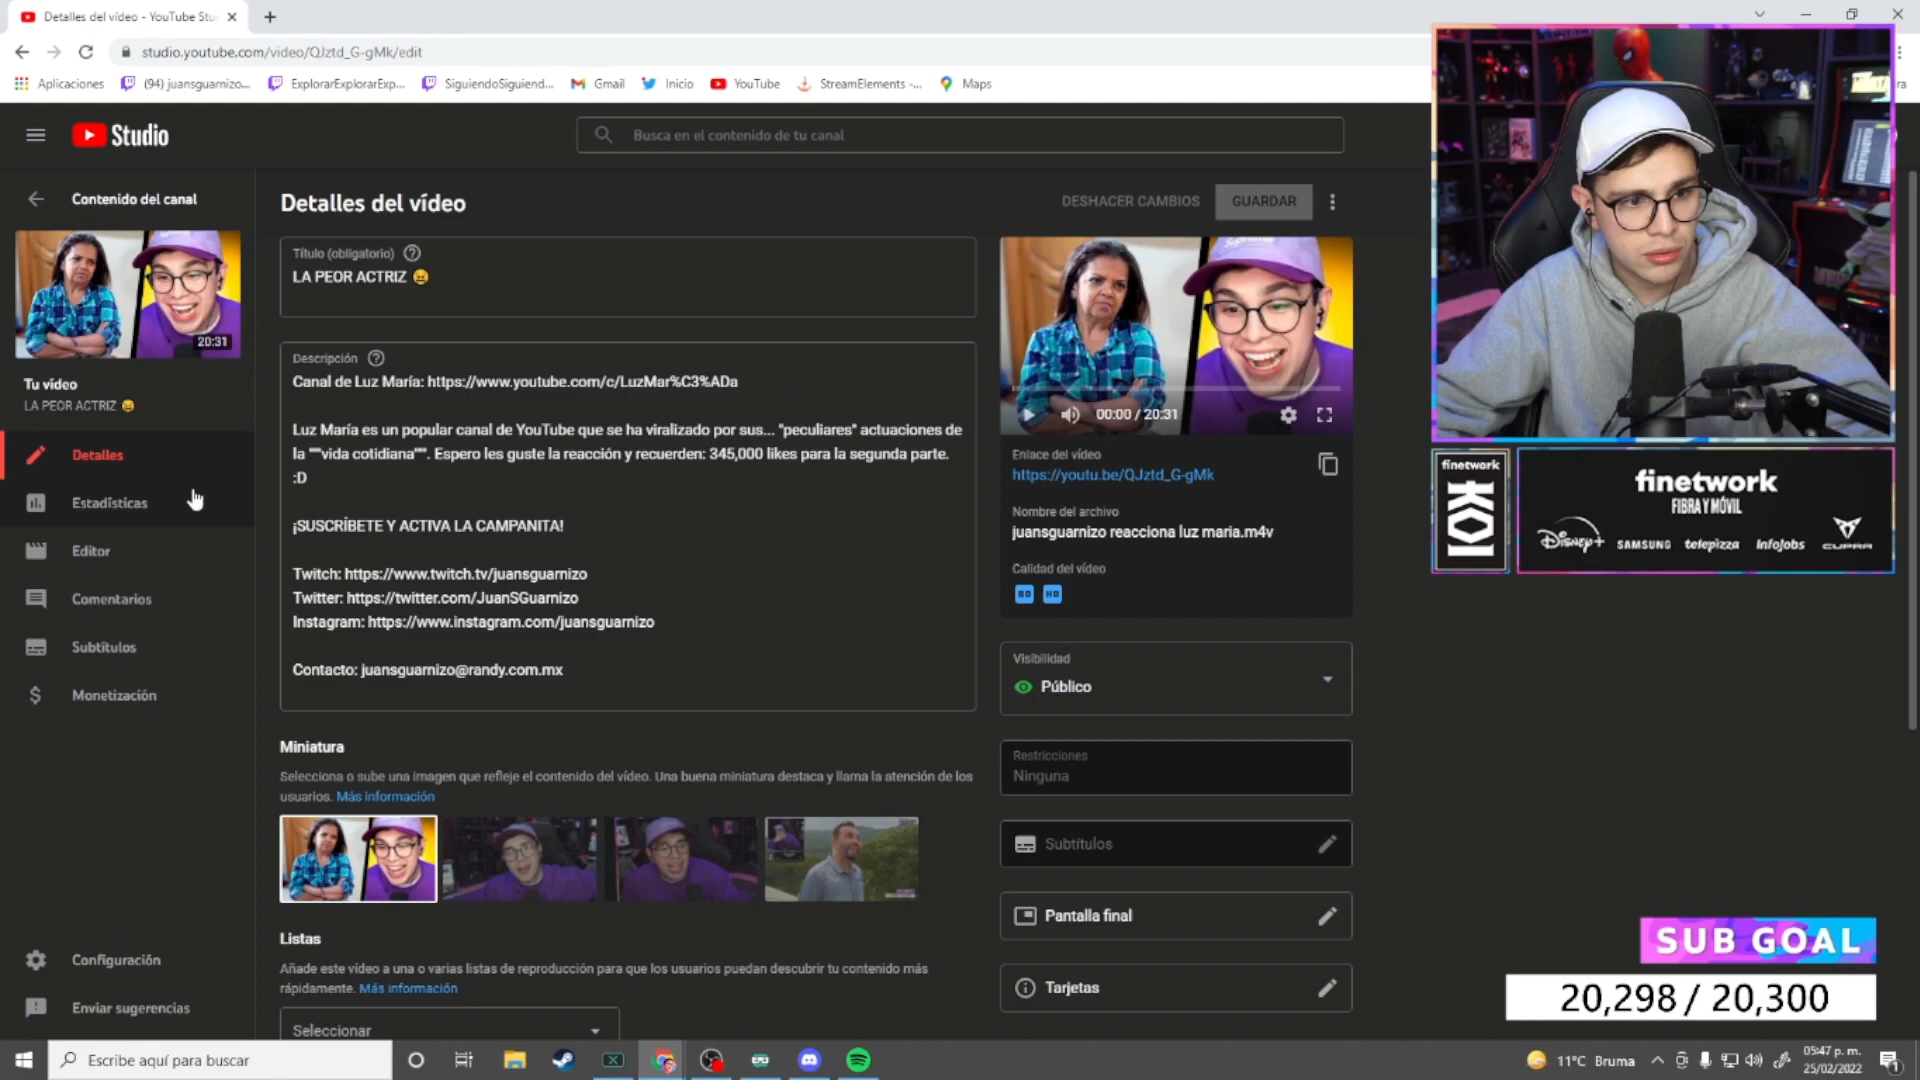 Detalles del vídeo - YouTube Stu
studio.youtube.com/video/QJztd_G-gMk/edit
Aplicaciones
(94) juansguarnizo...
ExplorarExplorarExp...
SiguiendoSiguiend...
Gmail
Inicio
YouTube
StreamElements -...
Maps
Studio
Busca en el contenido de tu canal
Contenido del canal
20:31
Tu vídeo
LA PEOR ACTRIZ 😆
Detalles
Estadísticas
Editor
Comentarios
Subtítulos
Monetización
Configuración
Enviar sugerencias
Detalles del vídeo
DESHACER CAMBIOS
GUARDAR
Título (obligatorio)
LA PEOR ACTRIZ 😆
Descripción
Canal de Luz María: https://www.youtube.com/c/LuzMar%C3%ADa
Luz María es un popular canal de YouTube que se ha viralizado por sus... "peculiares" actuaciones de
la """vida cotidiana""". Espero les guste la reacción y recuerden: 345,000 likes para la segunda parte.
:D
¡SUSCRÍBETE Y ACTIVA LA CAMPANITA!
Twitch: https://www.twitch.tv/juansguarnizo
Twitter: https://twitter.com/JuanSGuarnizo
Instagram: https://www.instagram.com/juansguarnizo
Contacto: juansguarnizo@randy.com.mx
Miniatura
Selecciona o sube una imagen que refleje el contenido del vídeo. Una buena miniatura destaca y llama la atención de los
usuarios. Más información
Listas
Añade este vídeo a una o varias listas de reproducción para que los usuarios puedan descubrir tu contenido más
rápidamente. Más información
Seleccionar
00:00 / 20:31
Enlace del vídeo
https://youtu.be/QJztd_G-gMk
Nombre del archivo
juansguarnizo reacciona luz maria.m4v
Calidad del vídeo
SD HD
Visibilidad
Público
Restricciones
Ninguna
Subtítulos
Pantalla final
Tarjetas
finetwork
KOI
finetwork
FIBRA Y MÓVIL
Disney+
SAMSUNG
telepizza
infojobs
CUPRA
SUB GOAL
20,298 / 20,300
Escribe aquí para buscar
11°C Bruma
05:47 p. m.
25/02/2022
1